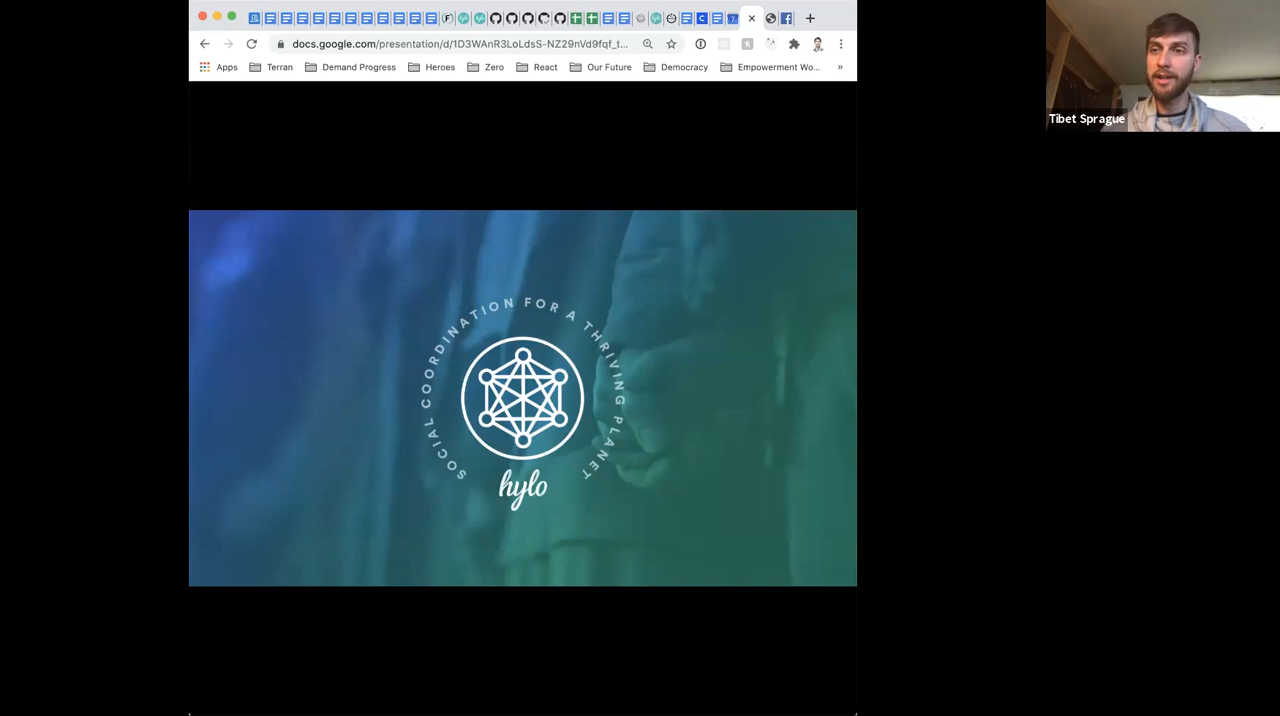 docs.google.com/presentation/d/1D3WAnR3LoLdsS-NZ29nVd9fqf_t...
Apps Terran Demand Progress Heroes Zero React Our Future Democracy Empowerment Wo... »
Tibet Sprague
SOCIAL COORDINATION FOR A THRIVING PLANET
hylo